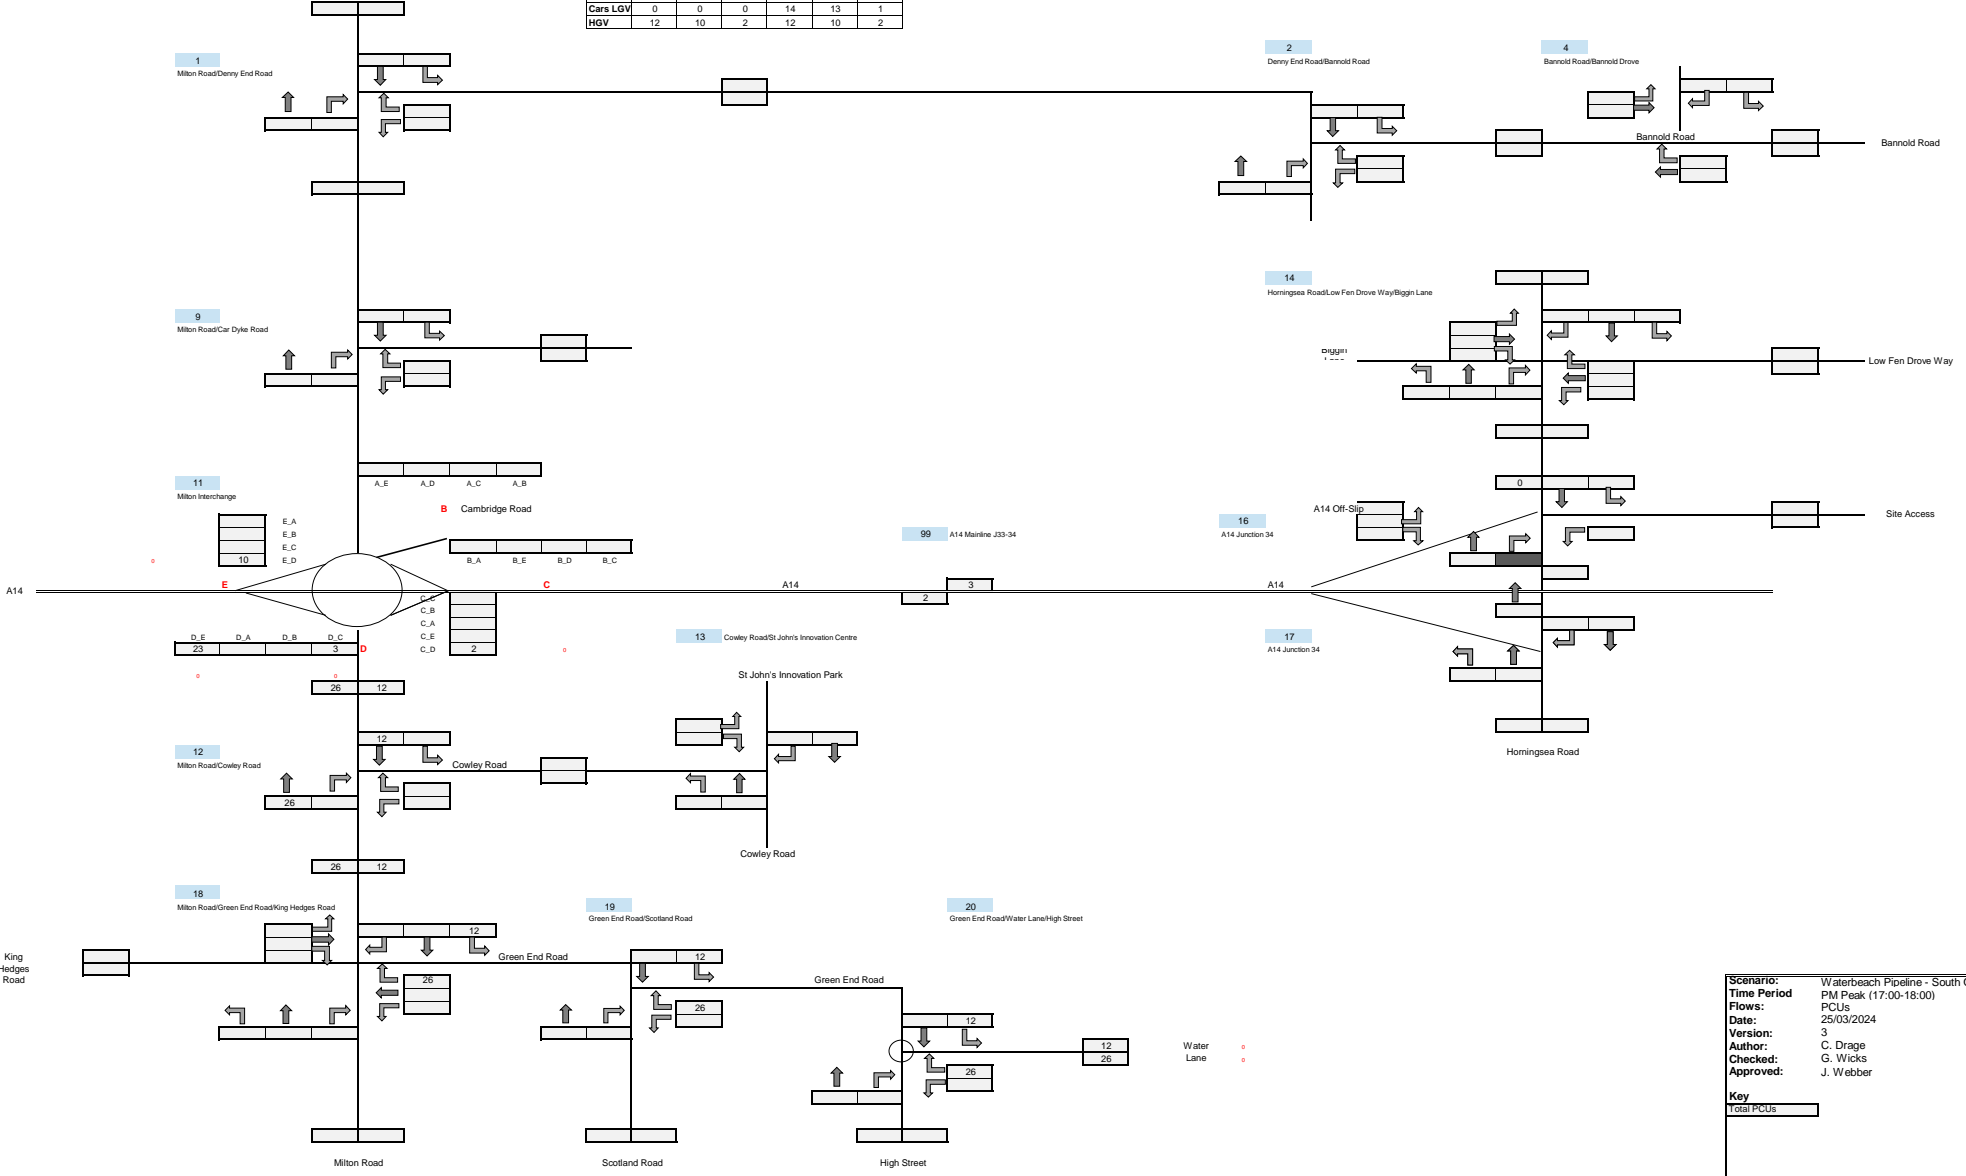 Cars LGV 0 0 0 14 13 1
HGV 12 10 2 12 10 2
1
Milton Road/Denny End Road
2
Denny End Road/Bannold Road
4
Bannold Road/Bannold Drove
Bannold Road
Bannold Road
14
Horningsea Road/Low Fen Drove Way/Biggin Lane
9
Milton Road/Car Dyke Road
Biggin
Low Fen Drove Way
11
Milton Interchange
A_E A_D A_C A_B
B Cambridge Road
E_A
E_B
E_C
10 E_D
0
B_A B_E B_D B_C
99 A14 Mainline J33-34
16
A14 Junction 34
A14 Off-Slip
0
Site Access
A14
E
C
A14
3
2
A14
C_C
C_B
C_A
C_E
C_D 2
0
D_E D_A D_B D_C
23 3 D
0 0
26 12
13 Cowley Road/St John's Innovation Centre
17
A14 Junction 34
St John's Innovation Park
12
Milton Road/Cowley Road
12
Cowley Road
26
Horningsea Road
Cowley Road
26 12
18
Milton Road/Green End Road/King Hedges Road
19
Green End Road/Scotland Road
20
Green End Road/Water Lane/High Street
12
King
Hedges
Road
Green End Road
12
26
Green End Road
26
12
12
26
Water
Lane
0
0
26
Milton Road
Scotland Road
High Street
Scenario: Waterbeach Pipeline - South
Time Period PM Peak (17:00-18:00)
Flows: PCUs
Date: 25/03/2024
Version: 3
Author: C. Drage
Checked: G. Wicks
Approved: J. Webber
Key
Total PCUs